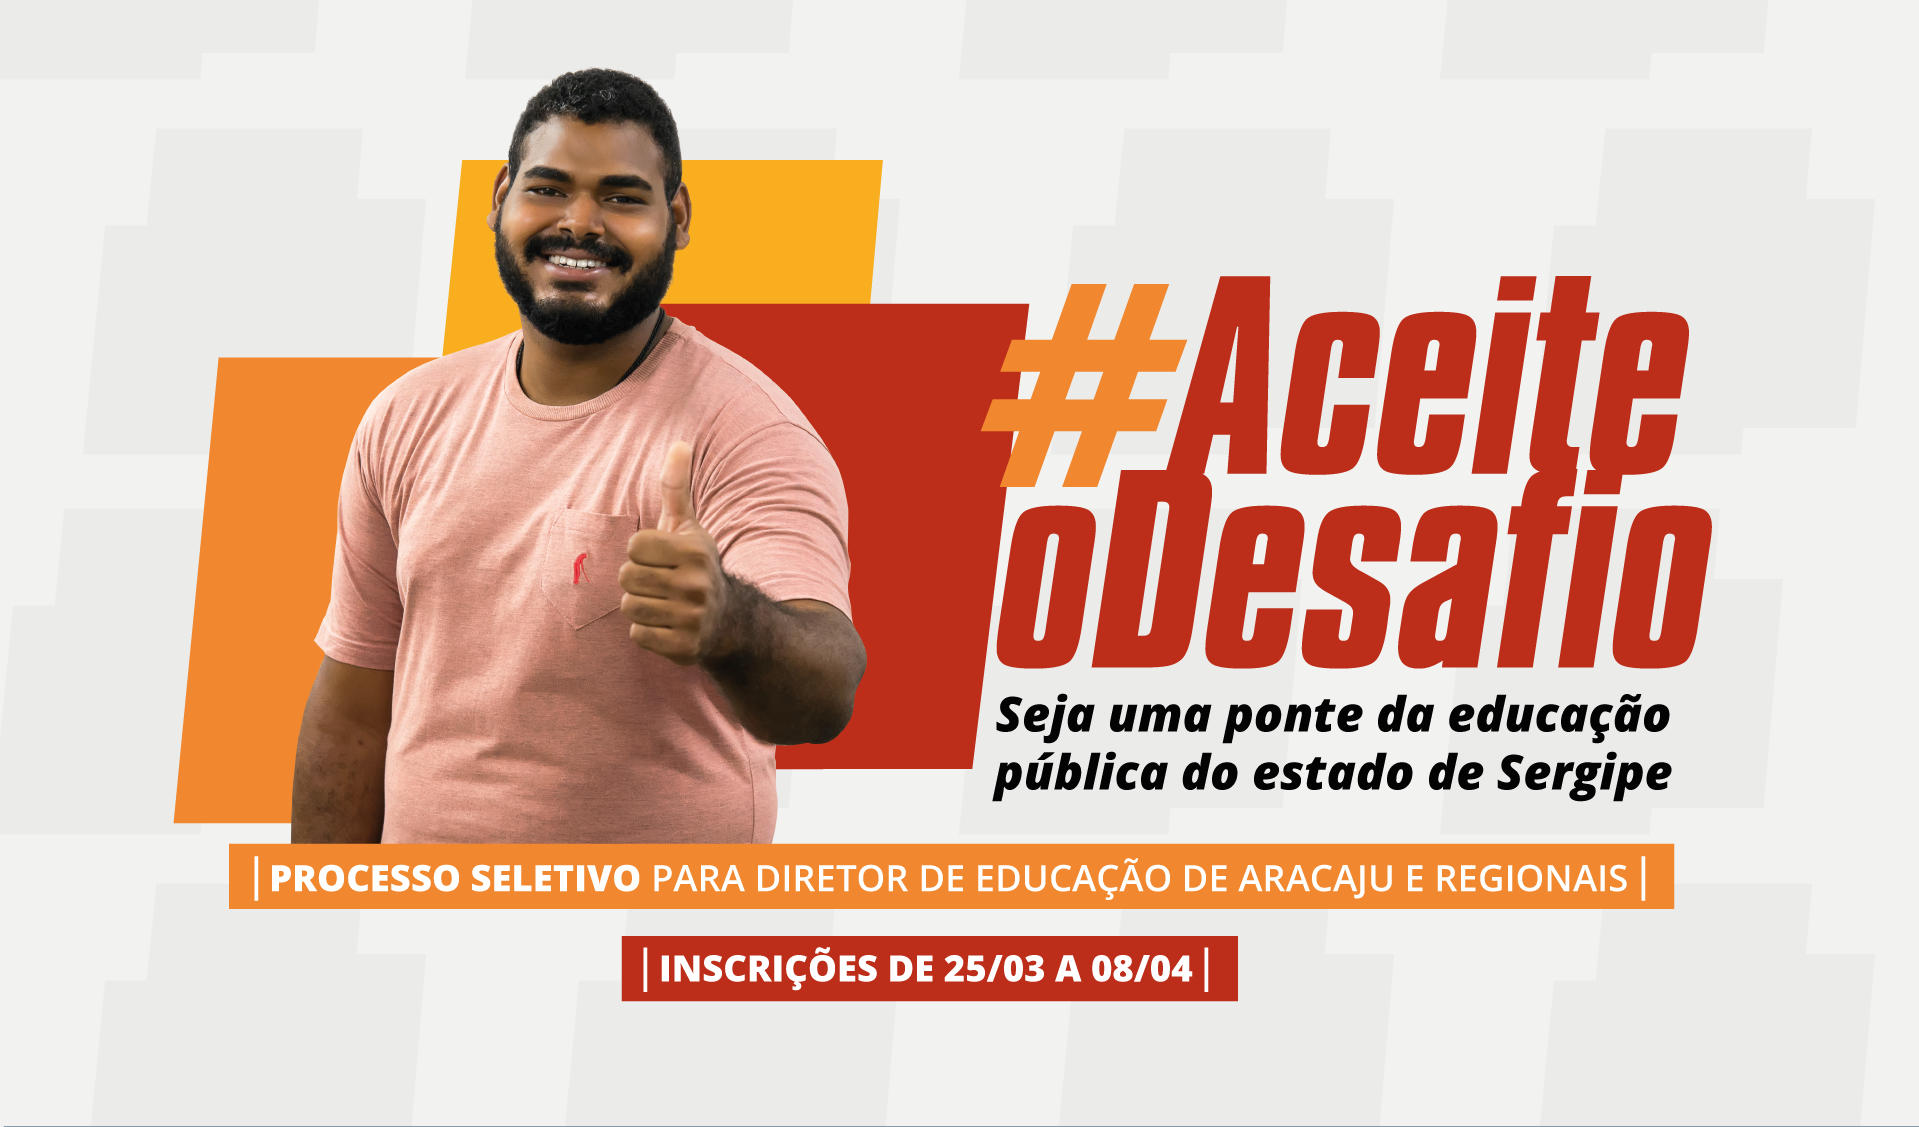 #Aceite
oDesafio
Seja uma ponte da educação
pública do estado de Sergipe
|PROCESSO SELETIVO PARA DIRETOR DE EDUCAÇÃO DE ARACAJU E REGIONAIS|
|INSCRIÇÕES DE 25/03 A 08/04|